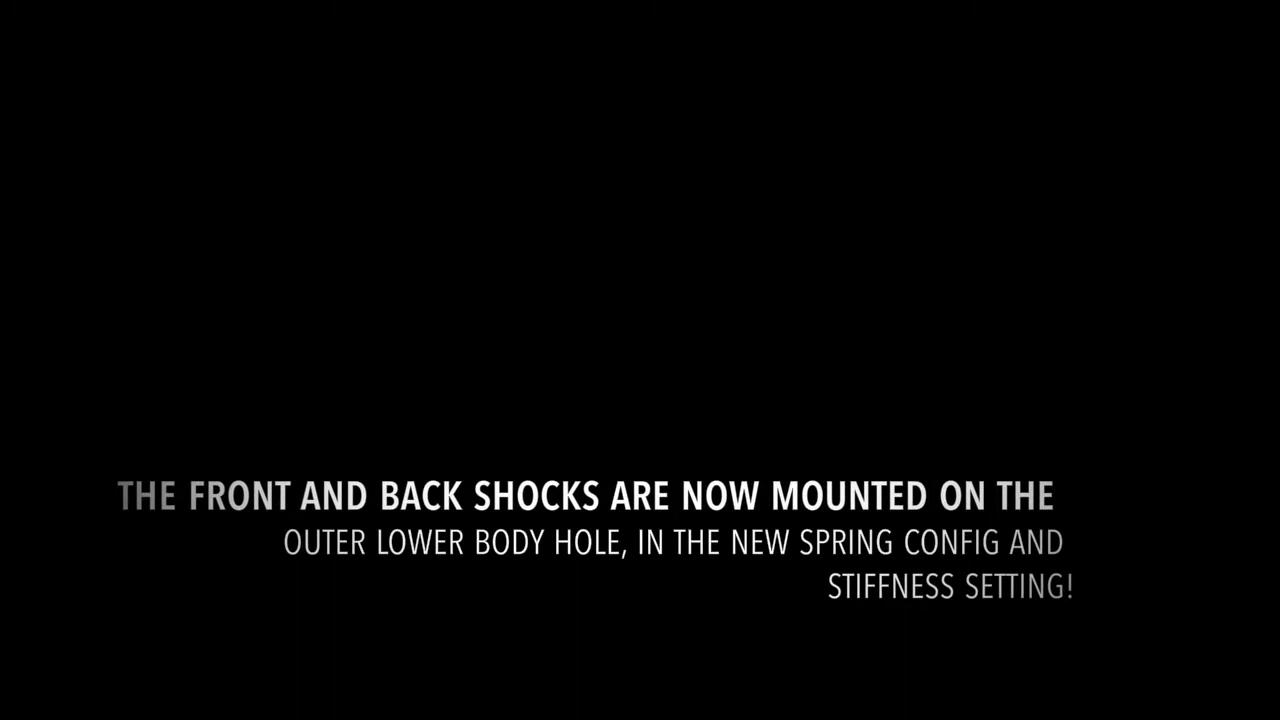 THE FRONT AND BACK SHOCKS ARE NOW MOUNTED ON THE
OUTER LOWER BODY HOLE, IN THE NEW SPRING CONFIG AND
STIFFNESS SETTING!